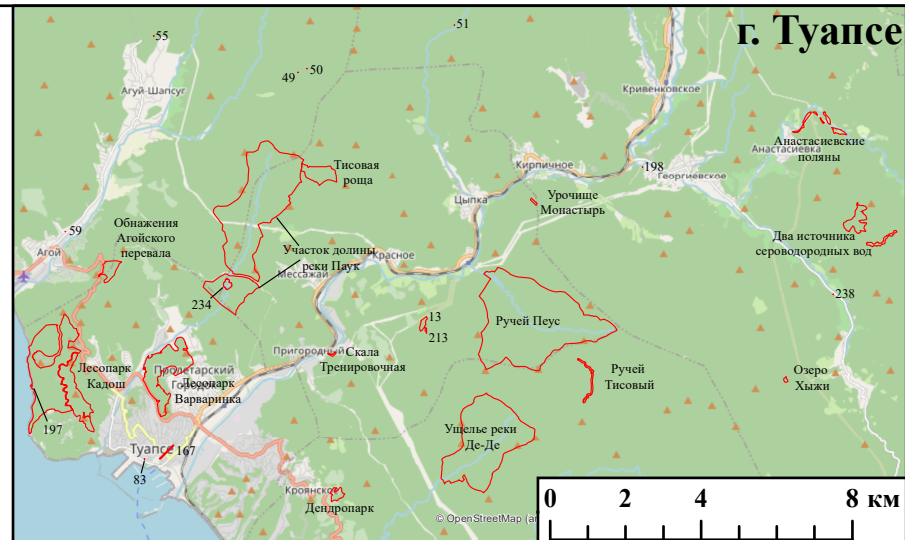 г. Туапсе
55
51
49
50
Агуй-Шапсуг
Кривенковское
Анастасиевка
Анастасиевские
поляны
Кирпичное
198
Георгиевское
Тисовая
роща
Цыпка
Урочище
Монастырь
59
Обнажения
Агойского
перевала
Агой
Участок долины
реки Паук
Красное
Мессажай
Два источника
сероводородных вод
234
238
13
213
Ручей Пеус
Пригородный
Скала
Тренировочная
Лесопарк
Кадош
Пролетарский
Городок
Лесопарк
Варваринка
Ручей
Тисовый
Озеро
Хыжи
197
Ущелье реки
Де-Де
Туапсе
167
83
Кроянское
Дендропарк
© OpenStreetMap (an
0 2 4 8 км